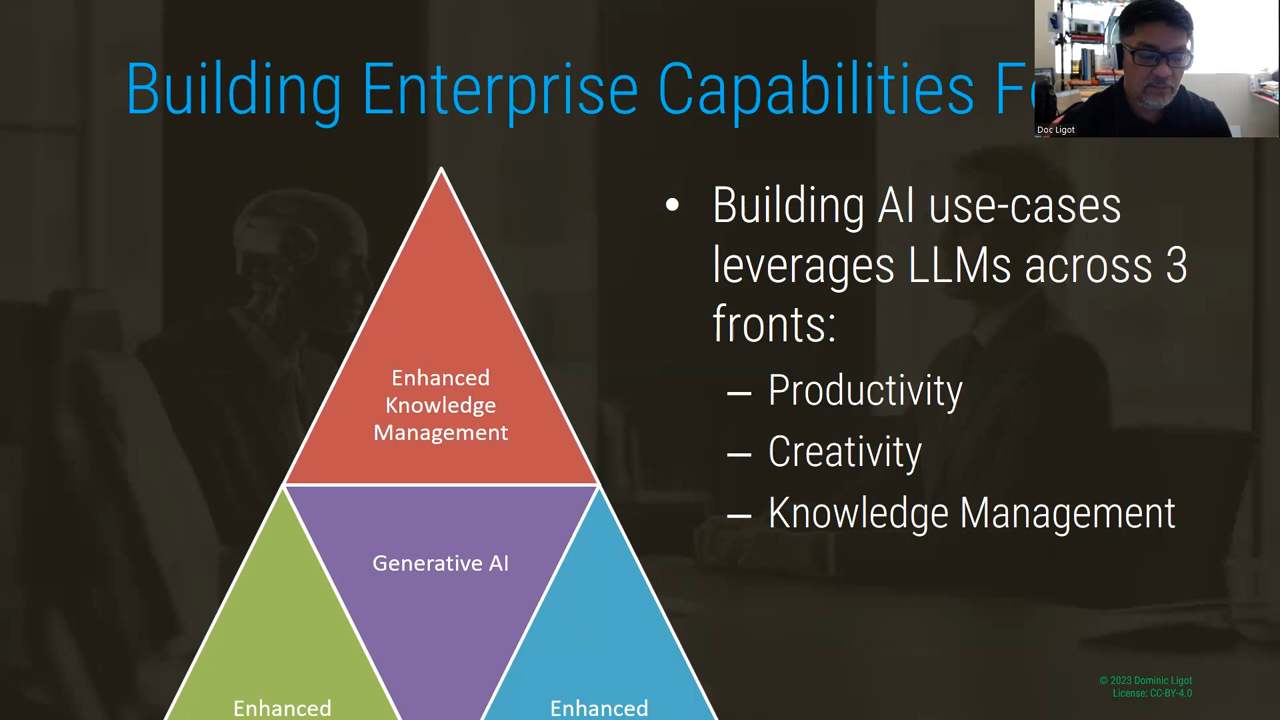 Building Enterprise Capabilities
Doc Ligot
Enhanced
Knowledge
Management
Generative AI
Enhanced
Enhanced
• Building AI use-cases
leverages LLMs across 3
fronts:
– Productivity
– Creativity
– Knowledge Management
© 2023 Dominic Ligot
License: CC-BY-4.0